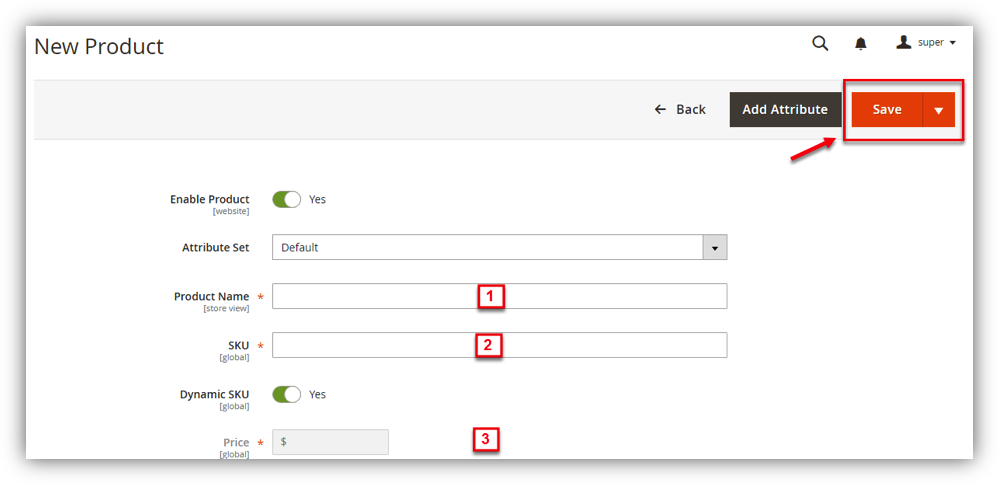 New Product
super
Back
Add Attribute
Save
Enable Product
[website]
Yes
Attribute Set
Default
Product Name *
[store view]
1
SKU *
[global]
2
Dynamic SKU
[global]
Yes
Price *
[global]
$
3